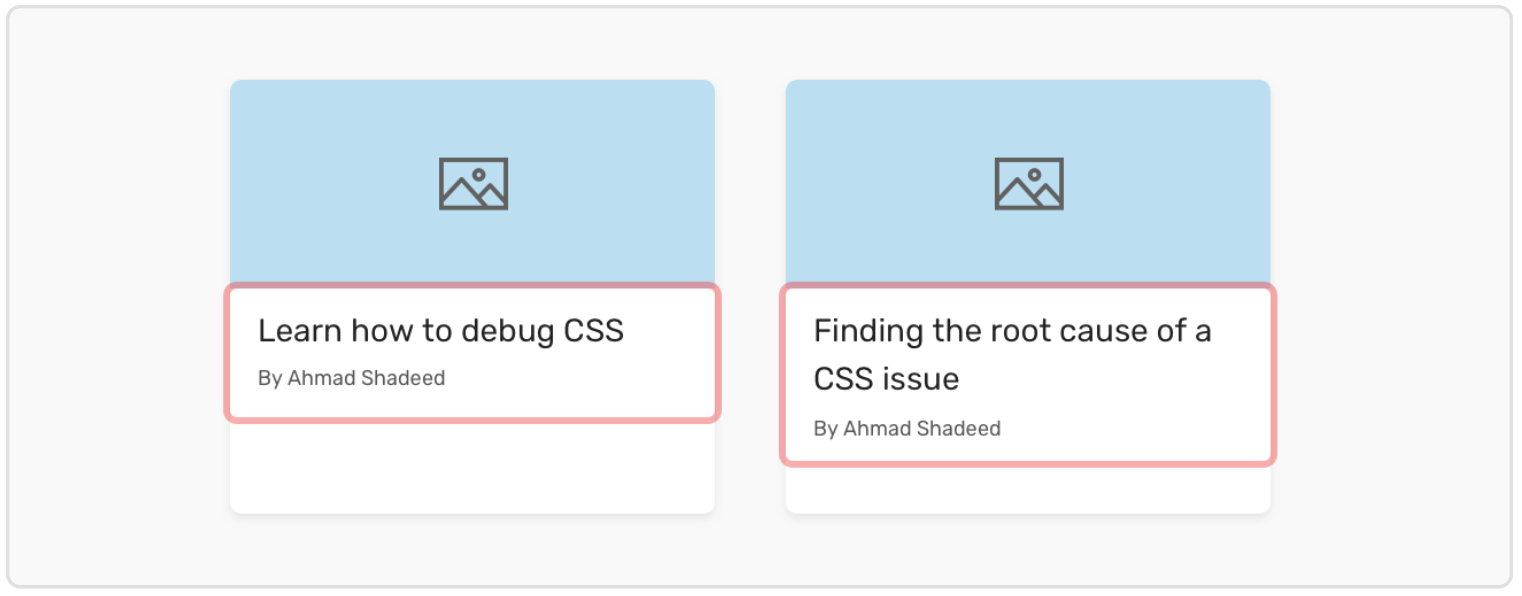 Learn how to debug CSS
By Ahmad Shadeed
Finding the root cause of a
CSS issue
By Ahmad Shadeed